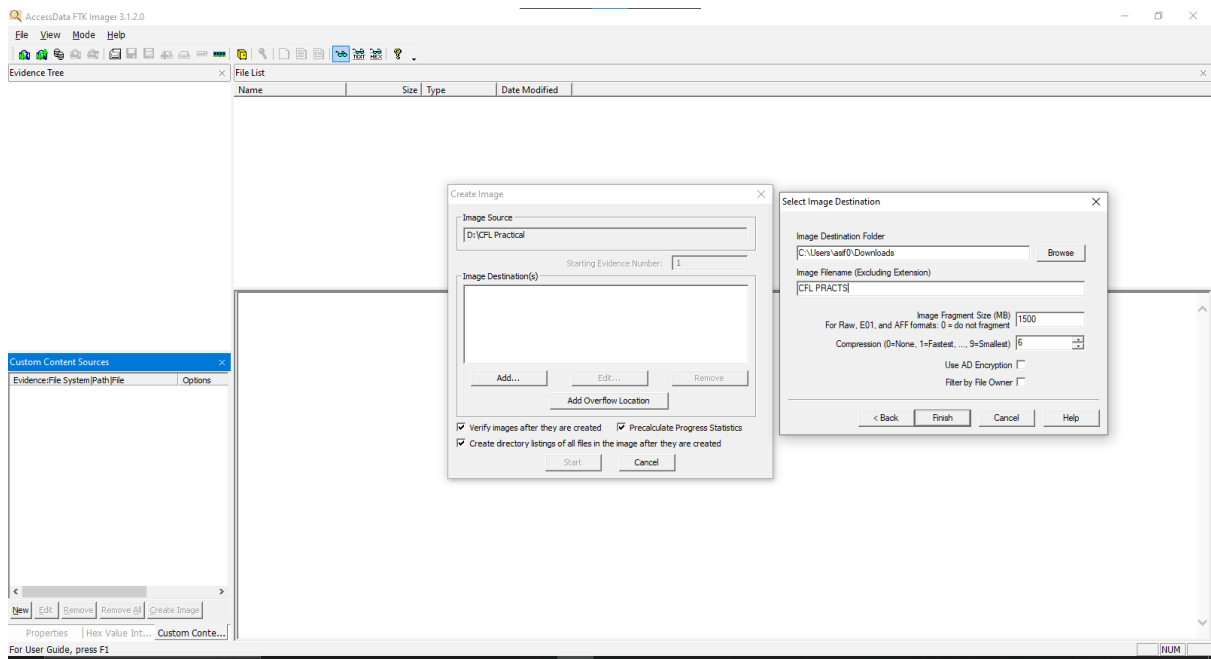 AccessData FTK Imager 3.1.2.0
File View Mode Help
Evidence Tree
File List
Name Size Type Date Modified
Create Image
Image Source
D:\CFL Practical
Starting Evidence Number: 1
Image Destination(s)
Add... Edit... Remove
Add Overflow Location
Verify images after they are created Precalculate Progress Statistics
Create directory listings of all files in the image after they are created
Start Cancel
Select Image Destination
Image Destination Folder
C:\Users\asif0\Downloads Browse
Image Filename (Excluding Extension)
CFL PRACTS
Image Fragment Size (MB) 1500
For Raw, E01, and AFF formats: 0 = do not fragment
Compression (0=None, 1=Fastest, ..., 9=Smallest) 6
Use AD Encryption
Filter by File Owner
< Back Finish Cancel Help
Custom Content Sources
Evidence:File System|Path|File Options
New Edit Remove Remove All Create Image
Properties Hex Value Int... Custom Conte...
For User Guide, press F1 NUM